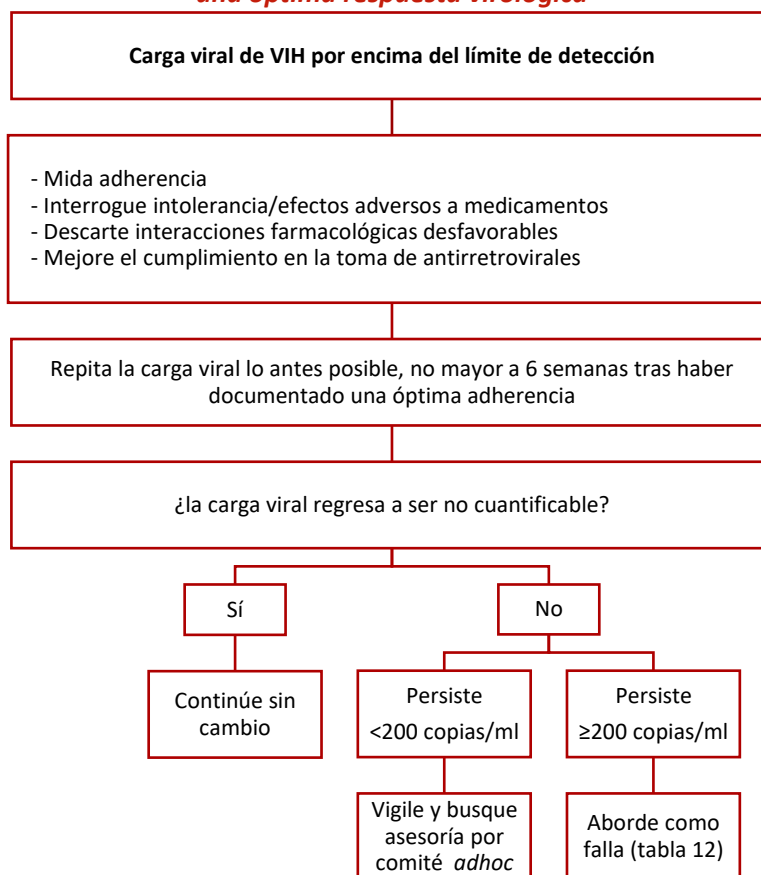 una óptima respuesta virológica
Carga viral de VIH por encima del límite de detección
- Mida adherencia
- Interrogue intolerancia/efectos adversos a medicamentos
- Descarte interacciones farmacológicas desfavorables
- Mejore el cumplimiento en la toma de antirretrovirales
Repita la carga viral lo antes posible, no mayor a 6 semanas tras haber
documentado una óptima adherencia
¿la carga viral regresa a ser no cuantificable?
Sí
No
Continúe sin
cambio
Persiste
<200 copias/ml
Persiste
≥200 copias/ml
Vigile y busque
asesoría por
comité adhoc
Aborde como
falla (tabla 12)